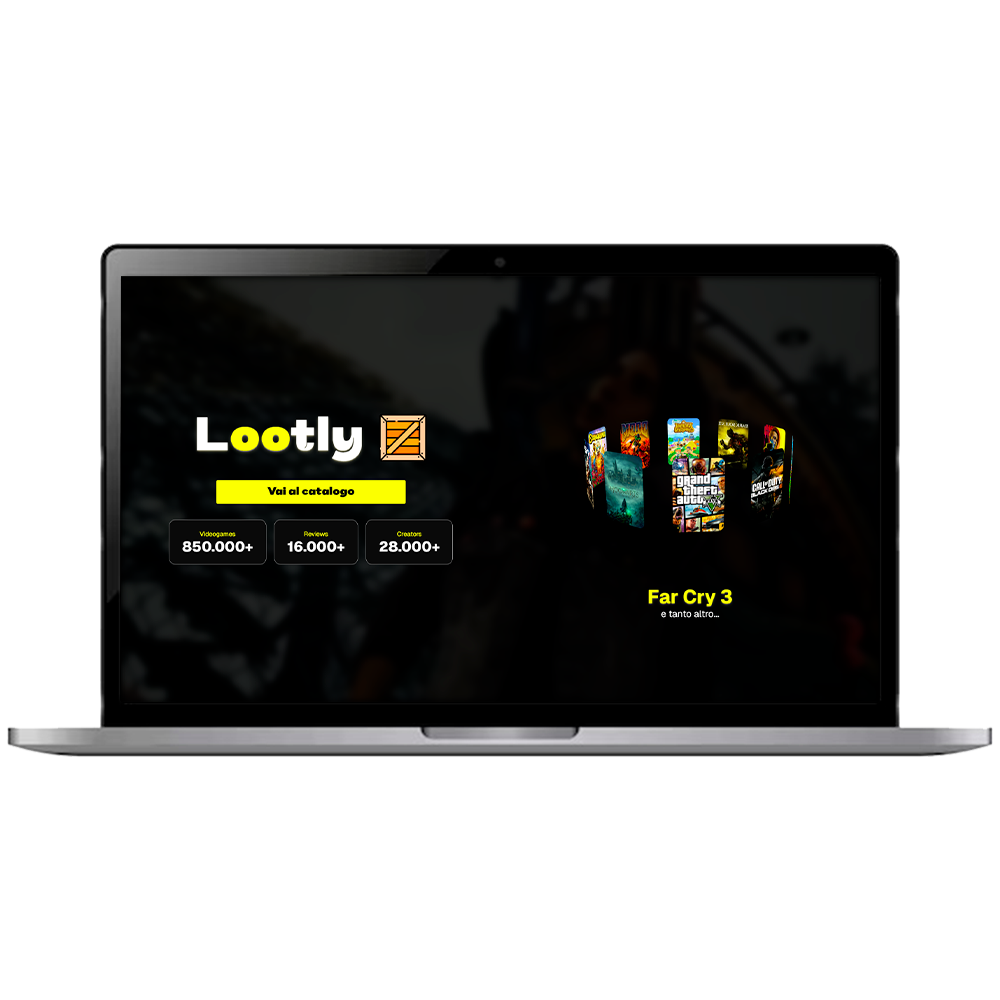 Lootly
Vai al catalogo
Videogames
850.000+
Reviews
16.000+
Creators
28.000+
grand
theft
auto
V
CALL OF DUTY
BLACK OPS
Far Cry 3
e tanto altro...